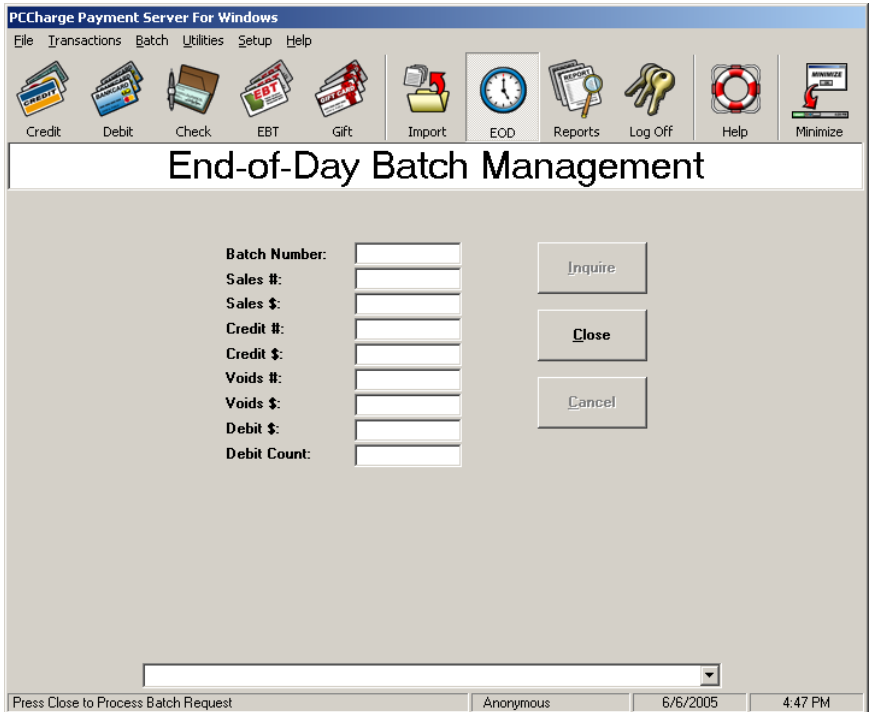 PCCharge Payment Server For Windows
File Transactions Batch Utilities Setup Help
CREDIT BANKCARD EBT GIFT CARD REPORT MINIMIZE
Credit Debit Check EBT Gift Import EOD Reports Log Off Help Minimize
End-of-Day Batch Management
Batch Number:
Inquire
Sales #:
Sales $:
Credit #:
Close
Credit $:
Voids #:
Voids $:
Cancel
Debit $:
Debit Count:
Press Close to Process Batch Request Anonymous 6/6/2005 4:47 PM